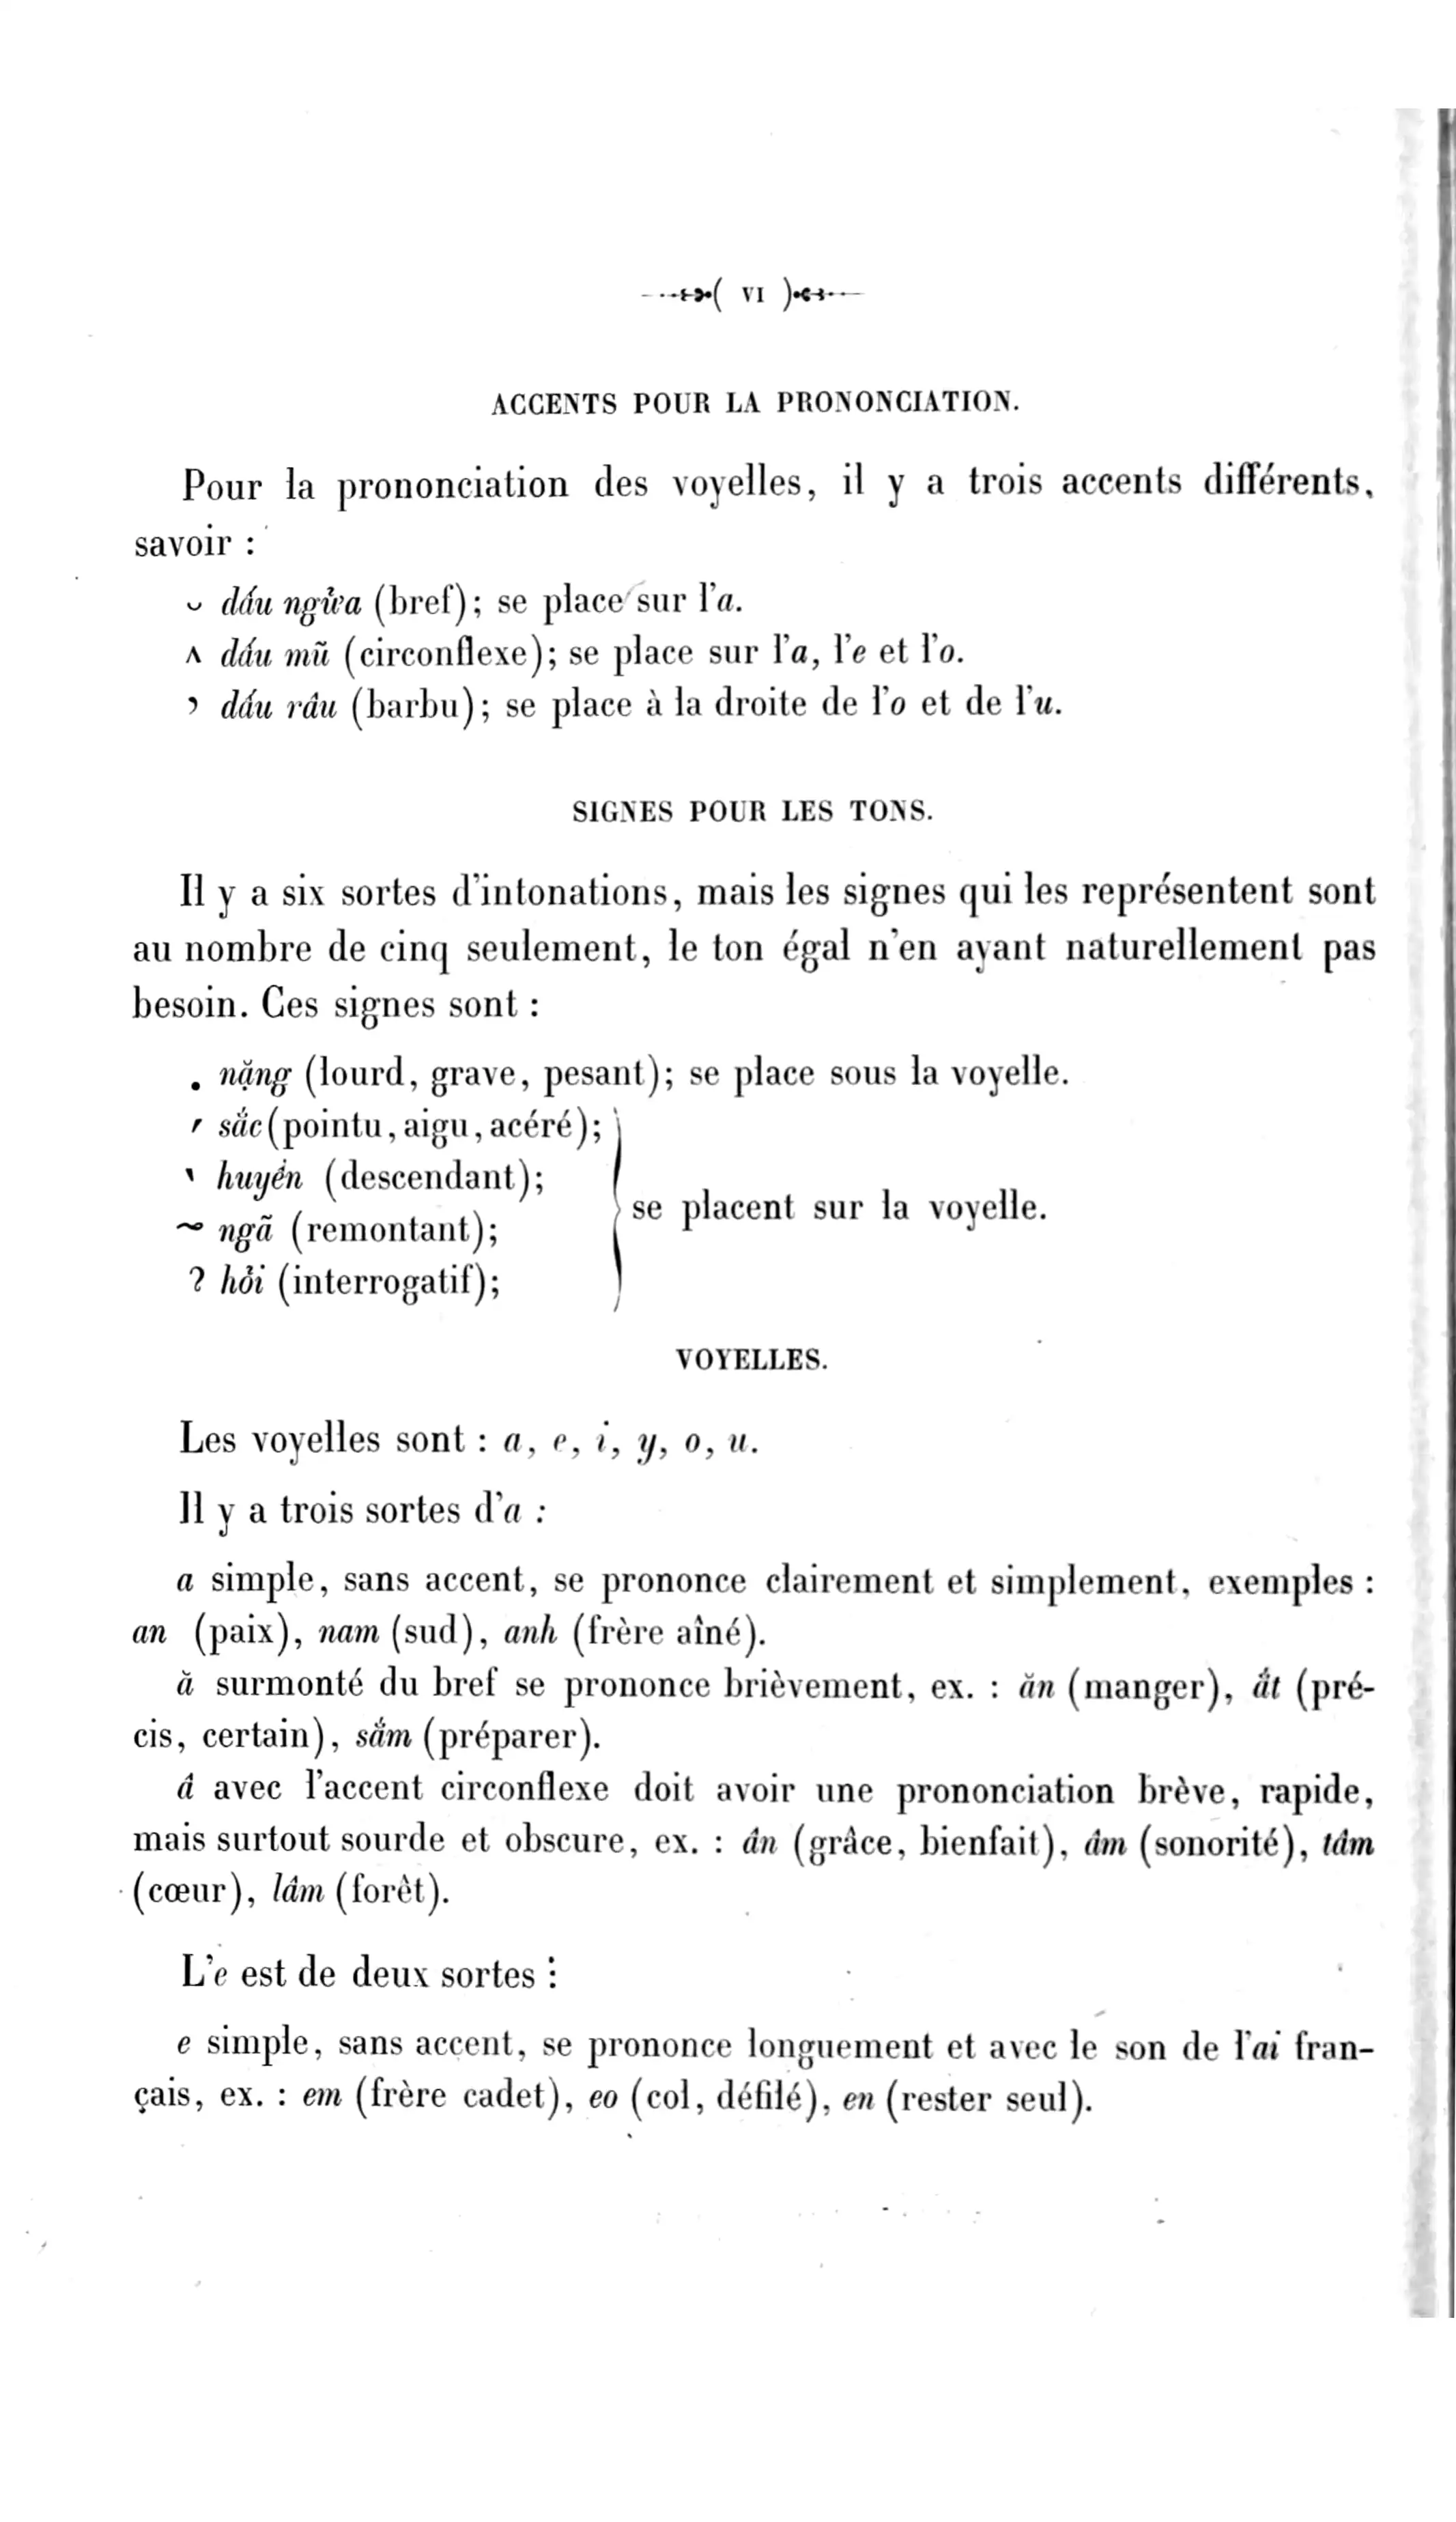 ( VI )
ACCENTS POUR LA PRONONCIATION.
Pour la prononciation des voyelles, il y a trois accents différents,
savoir :
˘ dấu ngửa (bref); se place sur l'a.
^ dấu mũ (circonflexe); se place sur l'a, l'e et l'o.
’ dấu râu (barbu); se place à la droite de l'o et de l'u.
SIGNES POUR LES TONS.
Il y a six sortes d'intonations, mais les signes qui les représentent sont
au nombre de cinq seulement, le ton égal n'en ayant naturellement pas
besoin. Ces signes sont :
. nặng (lourd, grave, pesant); se place sous la voyelle.
ˊ sắc (pointu, aigu, acéré);
ˋ huyền (descendant);
~ ngã (remontant);
? hỏi (interrogatif);
se placent sur la voyelle.
VOYELLES.
Les voyelles sont : a, e, i, y, o, u.
Il y a trois sortes d'a :
a simple, sans accent, se prononce clairement et simplement, exemples :
an (paix), nam (sud), anh (frère aîné).
ă surmonté du bref se prononce brièvement, ex. : ăn (manger), ắt (pré-
cis, certain), sắm (préparer).
â avec l'accent circonflexe doit avoir une prononciation brève, rapide,
mais surtout sourde et obscure, ex. : ân (grâce, bienfait), âm (sonorité), tâm
(cœur), lâm (forêt).
L'e est de deux sortes :
e simple, sans accent, se prononce longuement et avec le son de l'ai fran-
çais, ex. : em (frère cadet), eo (col, défilé), en (rester seul).